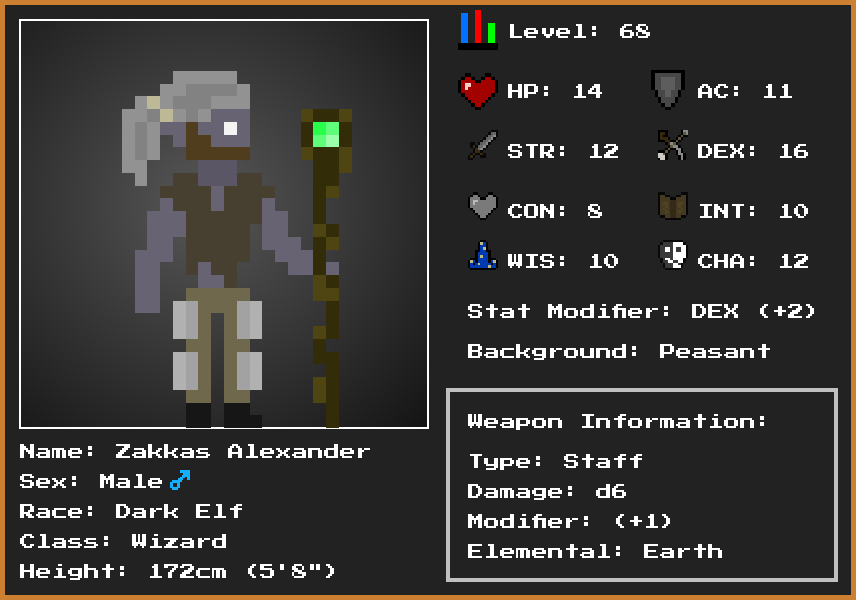 Level: 68
HP: 14
AC: 11
STR: 12
DEX: 16
CON: 8
INT: 10
WIS: 10
CHA: 12
Stat Modifier: DEX (+2)
Background: Peasant
Weapon Information:
Type: Staff
Damage: d6
Modifier: (+1)
Elemental: Earth
Name: Zakkas Alexander
Sex: Male♂
Race: Dark Elf
Class: Wizard
Height: 172cm (5'8")